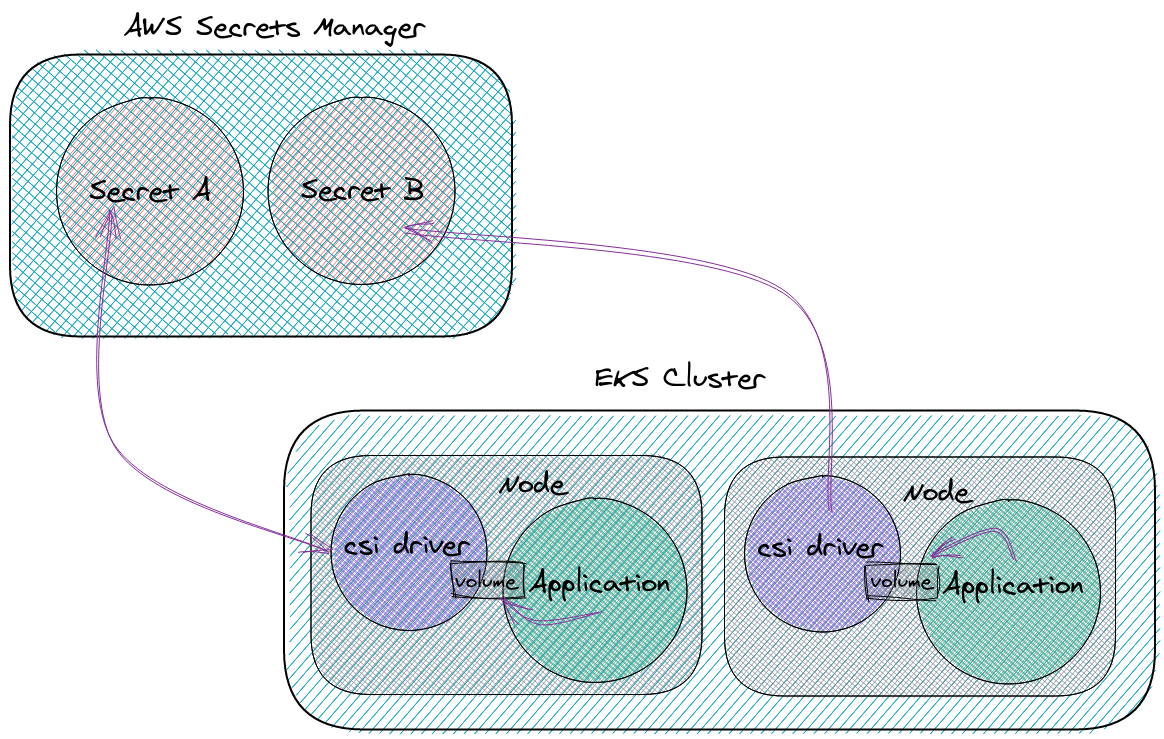 AWS Secrets Manager
Secret A
Secret B
EKS Cluster
Node
csi driver
volume
Application
Node
csi driver
volume
Application